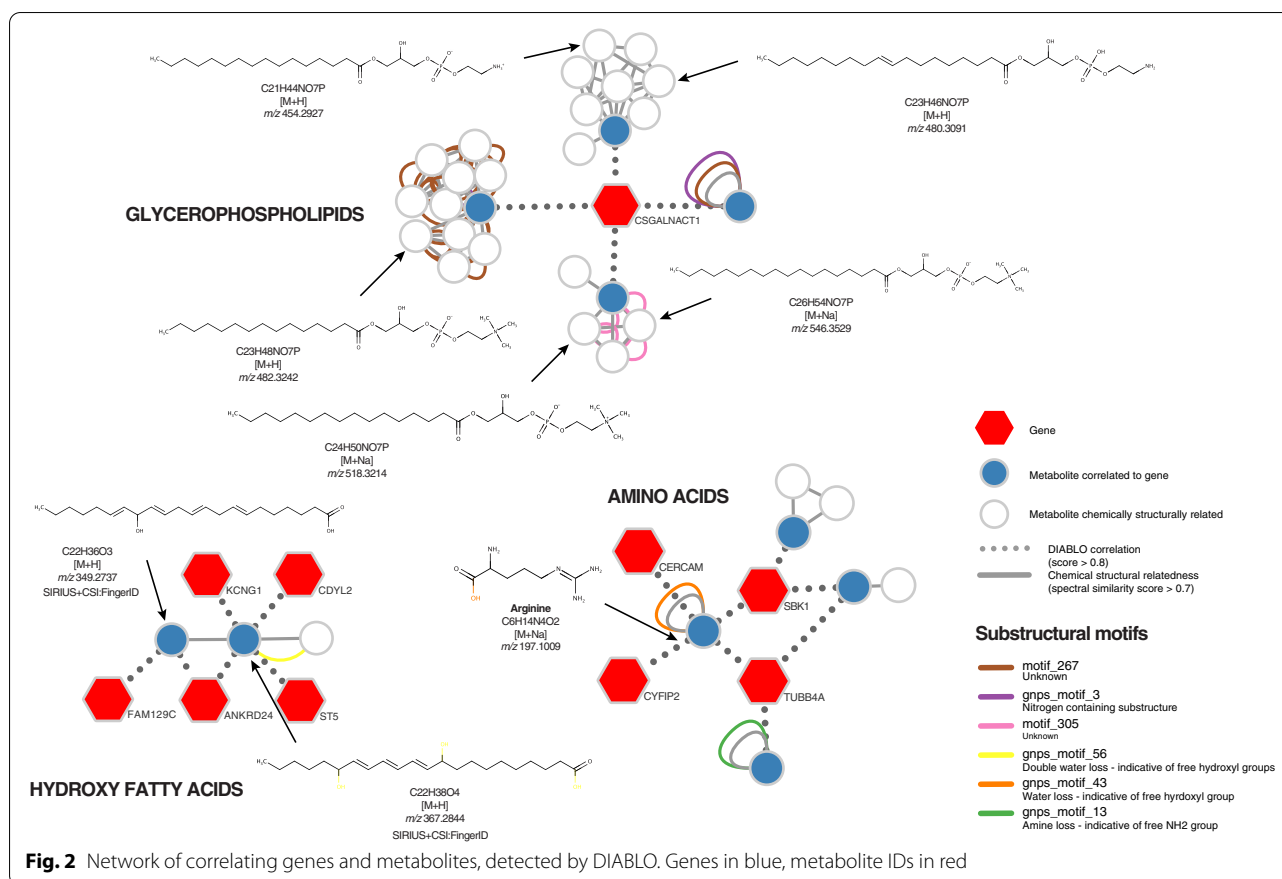 C21H44NO7P
[M+H]
m/z 454.2927
C23H46NO7P
[M+H]
m/z 480.3091
GLYCEROPHOSPHOLIPIDS
CSGALNACT1
C26H54NO7P
[M+Na]
m/z 546.3529
C23H48NO7P
[M+H]
m/z 482.3242
C24H50NO7P
[M+Na]
m/z 518.3214
Gene
Metabolite correlated to gene
Metabolite chemically structurally related
DIABLO correlation
(score > 0.8)
Chemical structural relatedness
(spectral similarity score > 0.7)
Substructural motifs
motif_267
Unknown
gnps_motif_3
Nitrogen containing substructure
motif_305
Unknown
gnps_motif_56
Double water loss - indicative of free hydroxyl groups
gnps_motif_43
Water loss - indicative of free hyrdoxyl group
gnps_motif_13
Amine loss - indicative of free NH2 group
AMINO ACIDS
CERCAM
SBK1
Arginine
C6H14N4O2
[M+Na]
m/z 197.1009
CYFIP2
TUBB4A
C22H36O3
[M+H]
m/z 349.2737
SIRIUS+CSI:FingerID
KCNG1
CDYL2
FAM129C
ANKRD24
ST5
HYDROXY FATTY ACIDS
C22H38O4
[M+H]
m/z 367.2844
SIRIUS+CSI:FingerID
Fig. 2 Network of correlating genes and metabolites, detected by DIABLO. Genes in blue, metabolite IDs in red